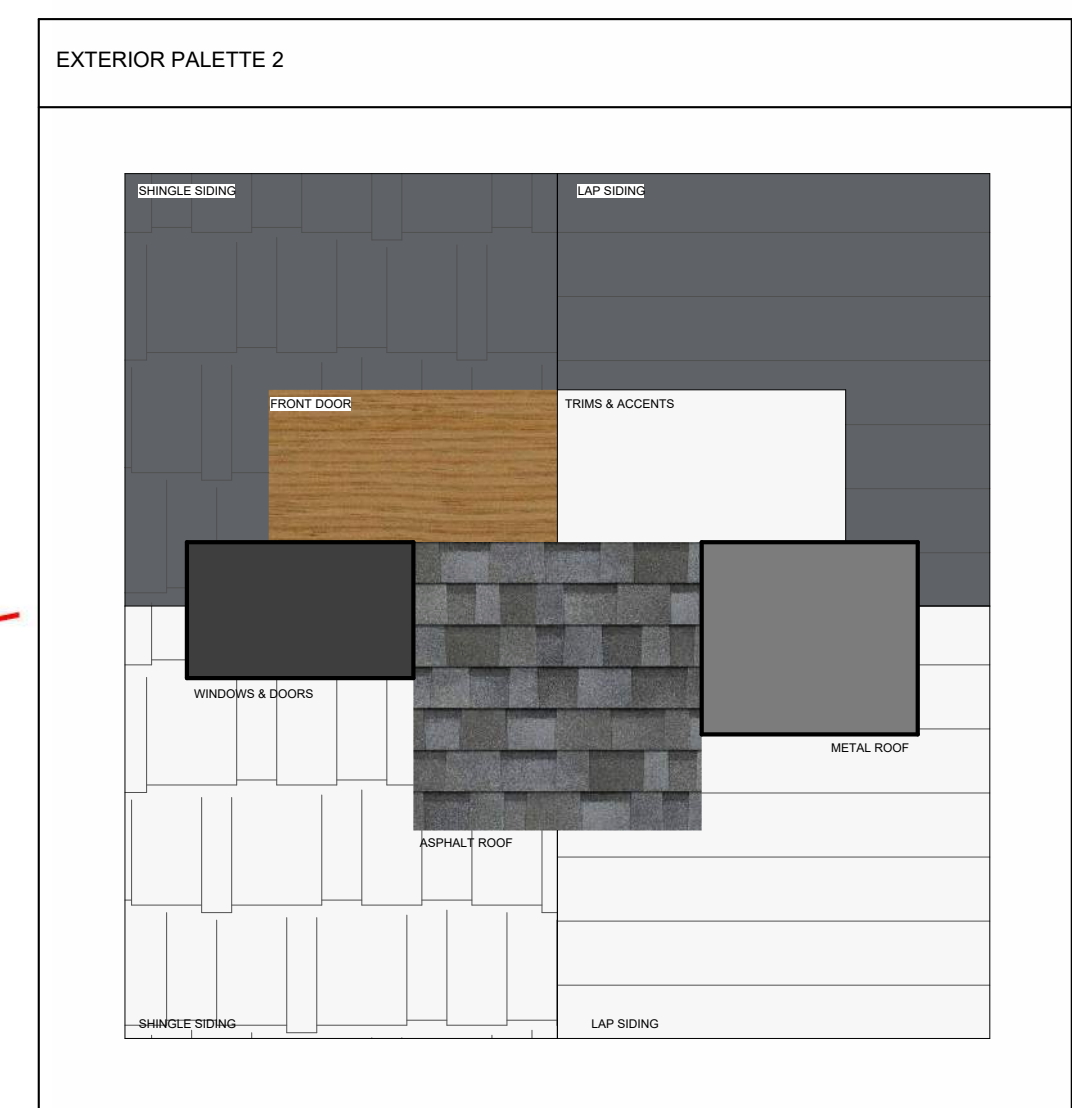 EXTERIOR PALETTE 2
SHINGLE SIDING
LAP SIDING
FRONT DOOR
TRIMS & ACCENTS
WINDOWS & DOORS
METAL ROOF
ASPHALT ROOF
SHINGLE SIDING
LAP SIDING